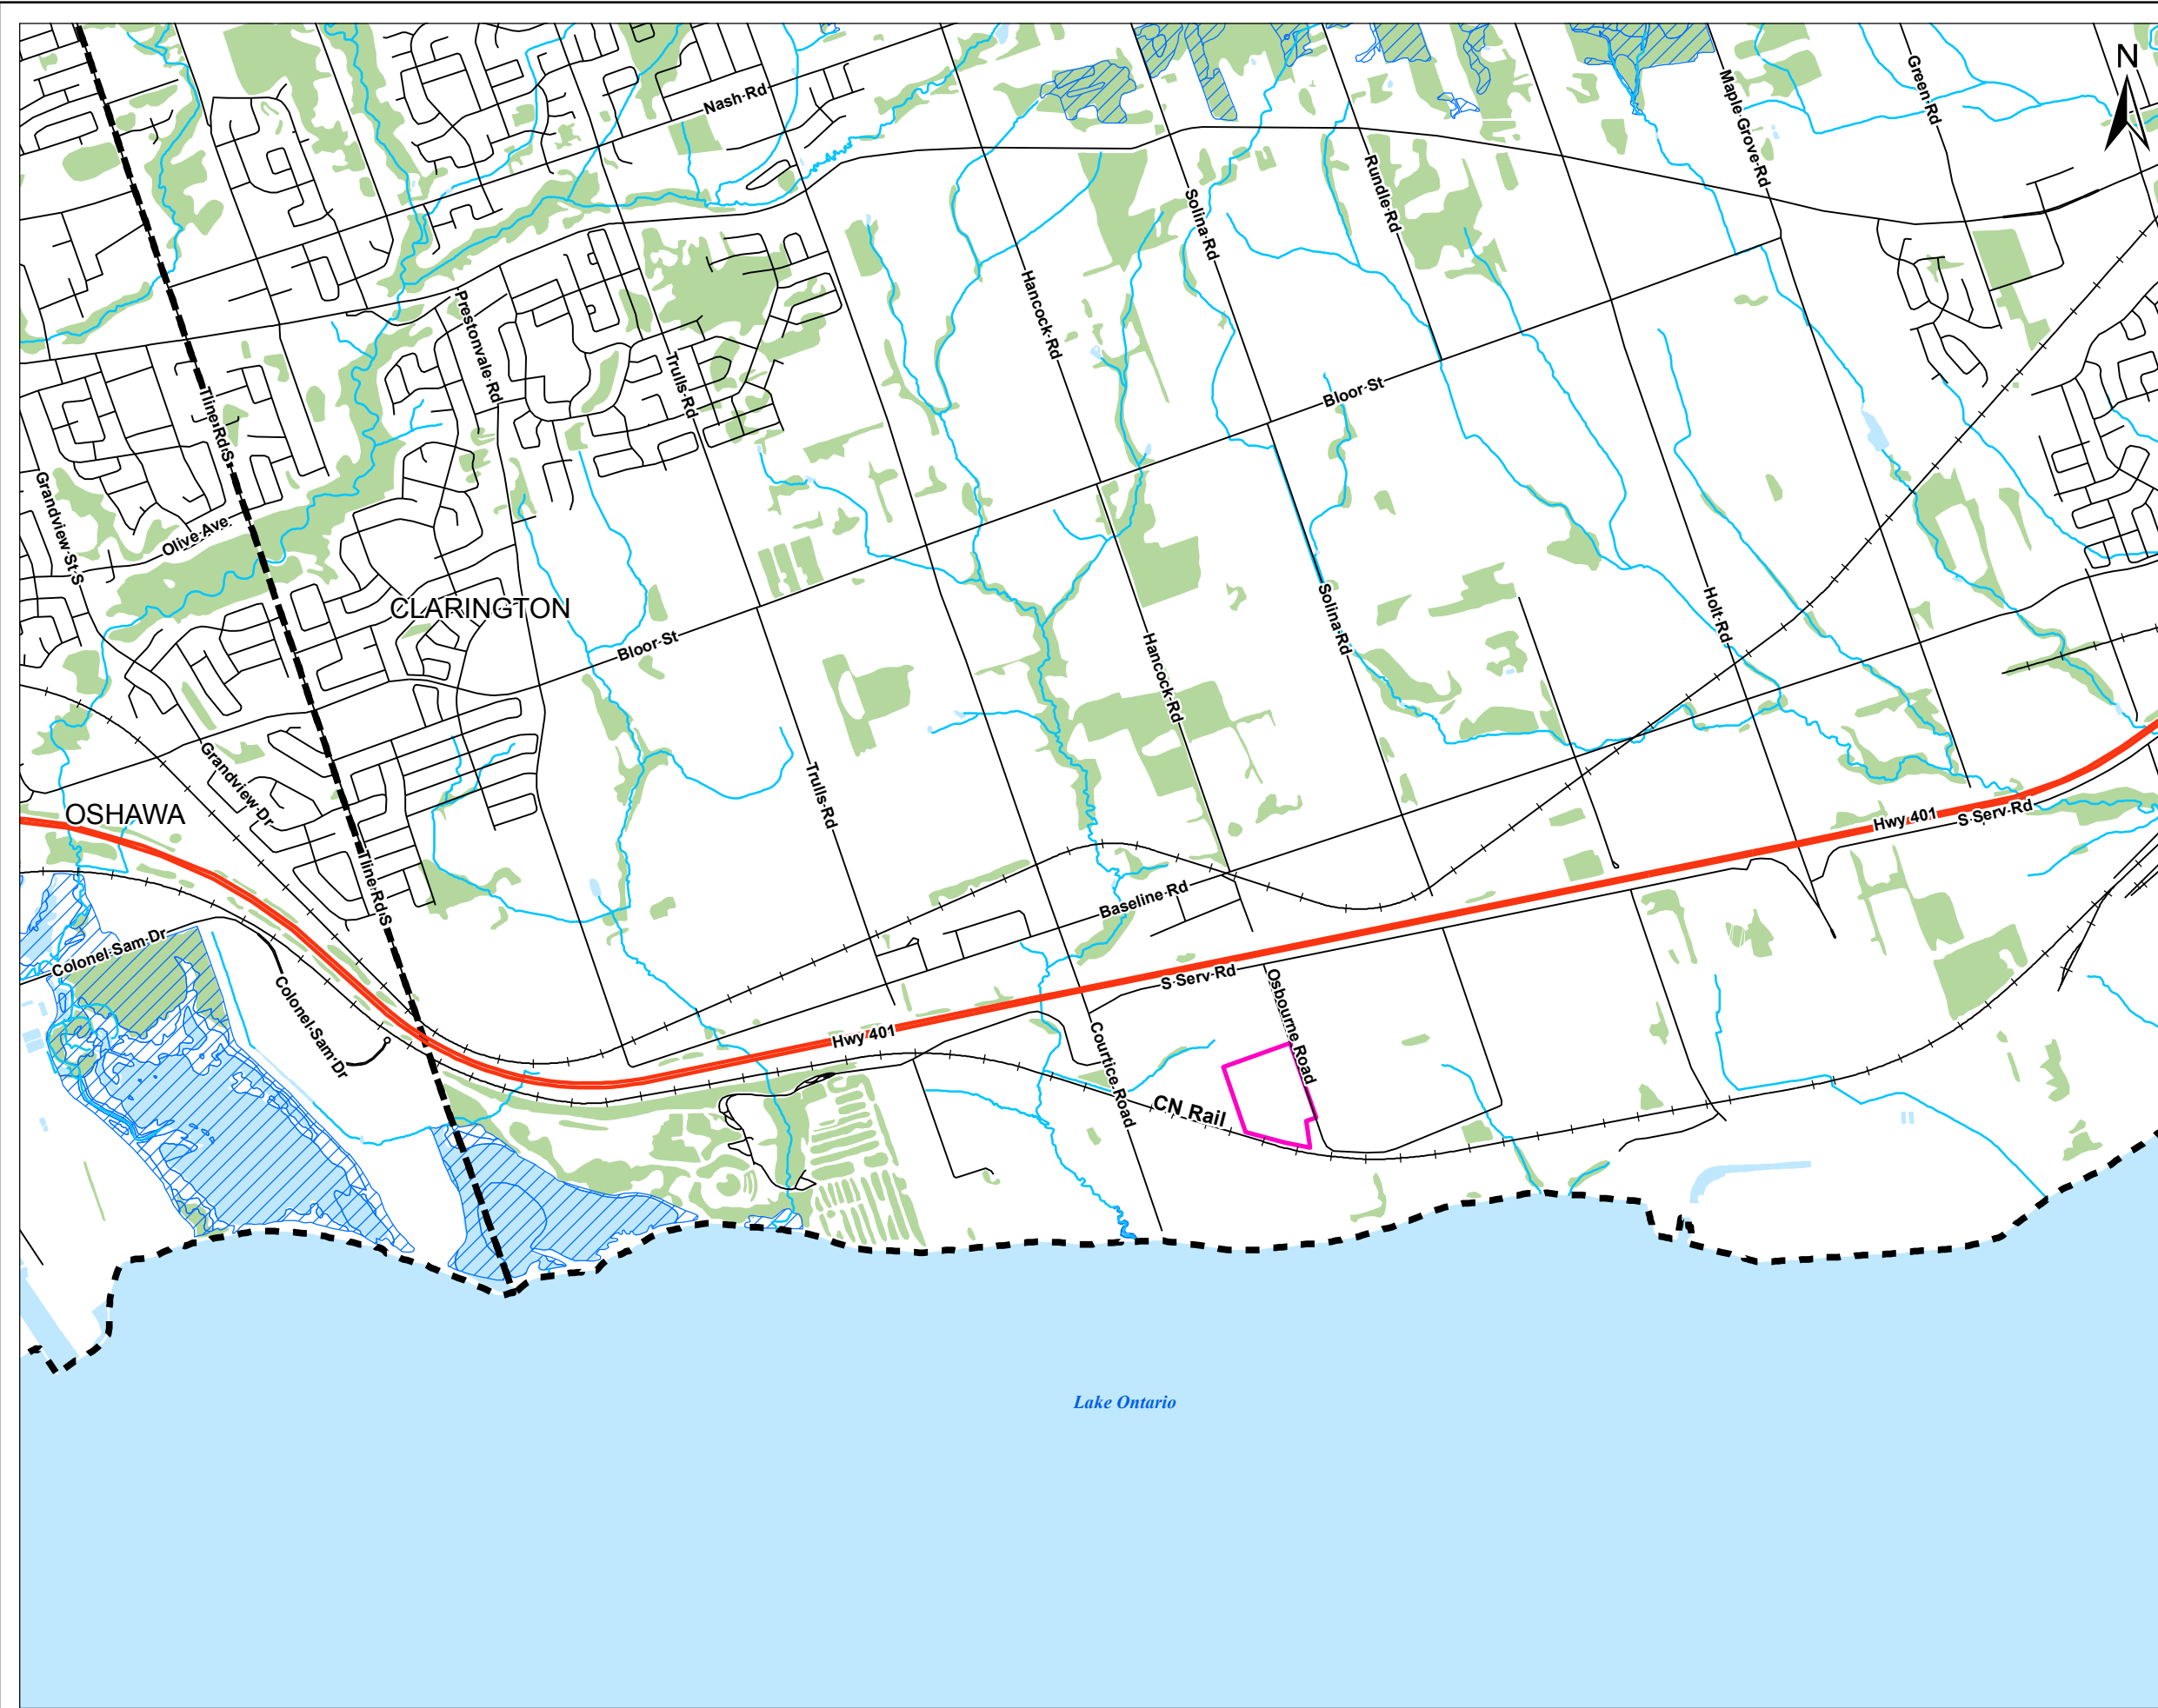 N
Nash Rd
Maple Grove Rd
Green Rd
Rundle Rd
Solina Rd
Hancock Rd
Prestonvale Rd
Trulls Rd
Tline Rd S
Bloor St
Grandview St S
Olive Ave
CLARINGTON
Bloor St
Solina Rd
Holt Rd
Hancock Rd
Grandview Dr
Trulls Rd
OSHAWA
Hwy 401
S Serv Rd
Tline Rd S
Baseline Rd
Colonel Sam Dr
Colonel Sam Dr
S Serv Rd
Osbourne Road
Hwy 401
Courtice Road
CN Rail
Lake Ontario